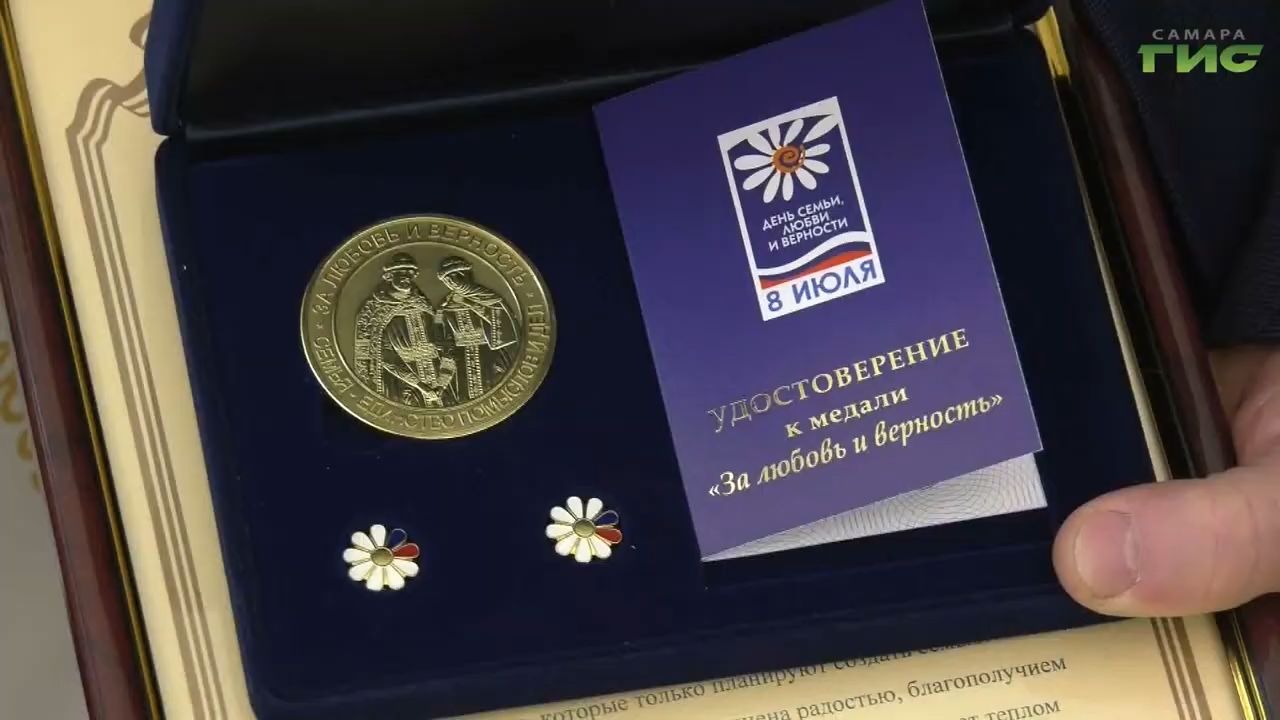 САМАРА
ГИС
ЗА ЛЮБОВЬ И ВЕРНОСТЬ
СЕМЬЯ - ЕДИНСТВО ПОМЫСЛОВ И ДЕЛ
ДЕНЬ СЕМЬИ,
ЛЮБВИ
И ВЕРНОСТИ
8 ИЮЛЯ
УДОСТОВЕРЕНИЕ
к медали
«За любовь и верность»
которые только планируют создать
радостью, благополучием
теплом